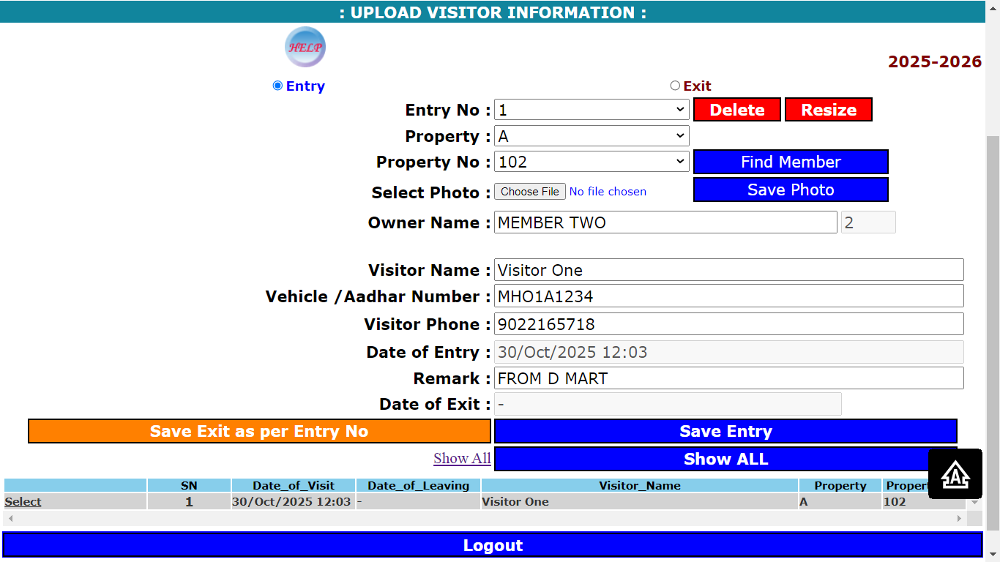 : UPLOAD VISITOR INFORMATION :
HELP
2025-2026
Entry Exit
Entry No : 1 Delete Resize
Property : A
Property No : 102 Find Member
Select Photo : Choose File No file chosen Save Photo
Owner Name : MEMBER TWO 2
Visitor Name : Visitor One
Vehicle /Aadhar Number : MHO1A1234
Visitor Phone : 9022165718
Date of Entry : 30/Oct/2025 12:03
Remark : FROM D MART
Date of Exit : -
Save Exit as per Entry No Save Entry
Show All Show ALL
A
SN Date_of_Visit Date_of_Leaving Visitor_Name Property
Select 1 30/Oct/2025 12:03 - Visitor One A 102
Logout